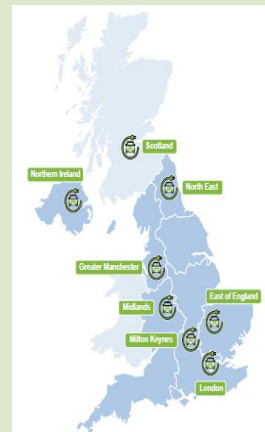 Scotland
Northern Ireland
North East
Greater Manchester
East of England
Midlands
Milton Keynes
London